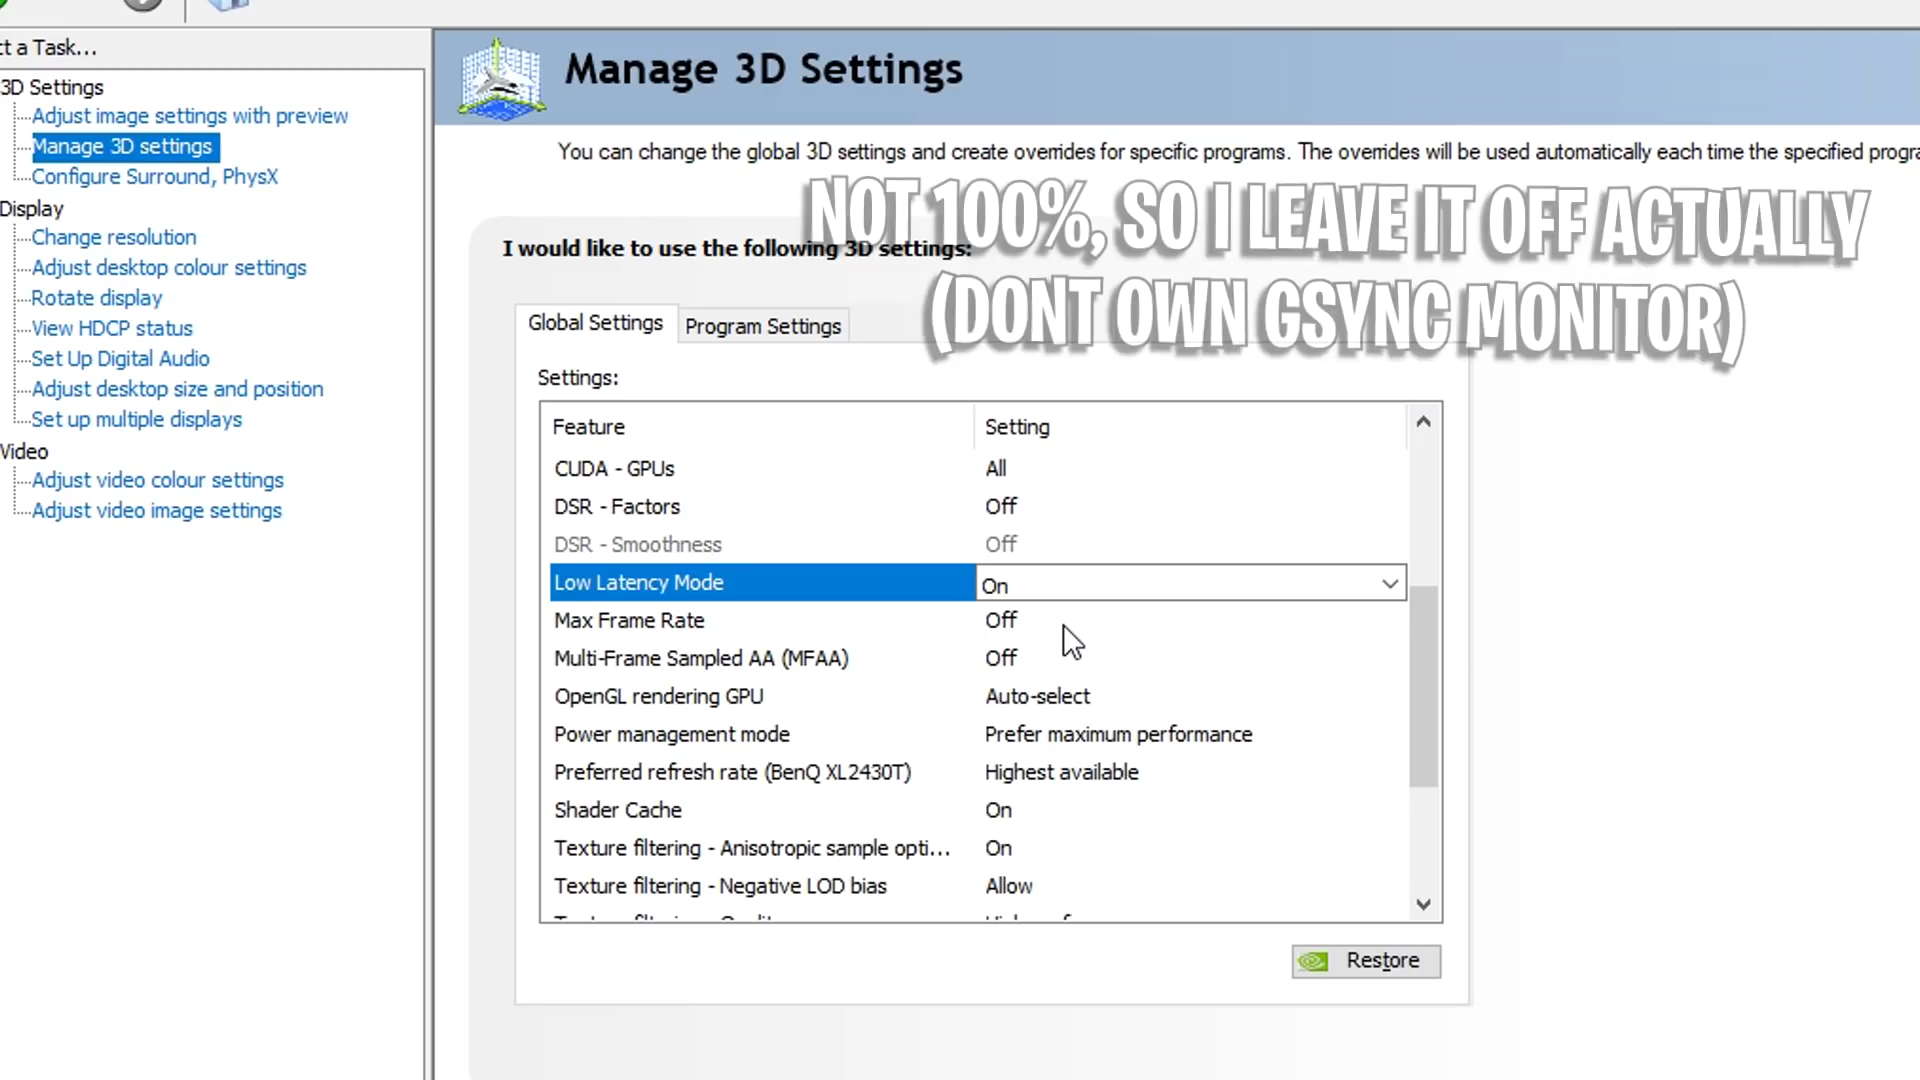 ct a Task...
3D Settings
Adjust image settings with preview
Manage 3D settings
Configure Surround, PhysX
Display
Change resolution
Adjust desktop colour settings
Rotate display
View HDCP status
Set Up Digital Audio
Adjust desktop size and position
Set up multiple displays
Video
Adjust video colour settings
Adjust video image settings
Manage 3D Settings
You can change the global 3D settings and create overrides for specific programs. The overrides will be used automatically each time the specified progra
NOT 100%, SO I LEAVE IT OFF ACTUALLY
(DONT OWN GSYNC MONITOR)
I would like to use the following 3D settings:
Global Settings
Program Settings
Settings:
Feature Setting
CUDA - GPUs All
DSR - Factors Off
DSR - Smoothness Off
Low Latency Mode On
Max Frame Rate Off
Multi-Frame Sampled AA (MFAA) Off
OpenGL rendering GPU Auto-select
Power management mode Prefer maximum performance
Preferred refresh rate (BenQ XL2430T) Highest available
Shader Cache On
Texture filtering - Anisotropic sample opti... On
Texture filtering - Negative LOD bias Allow
Restore